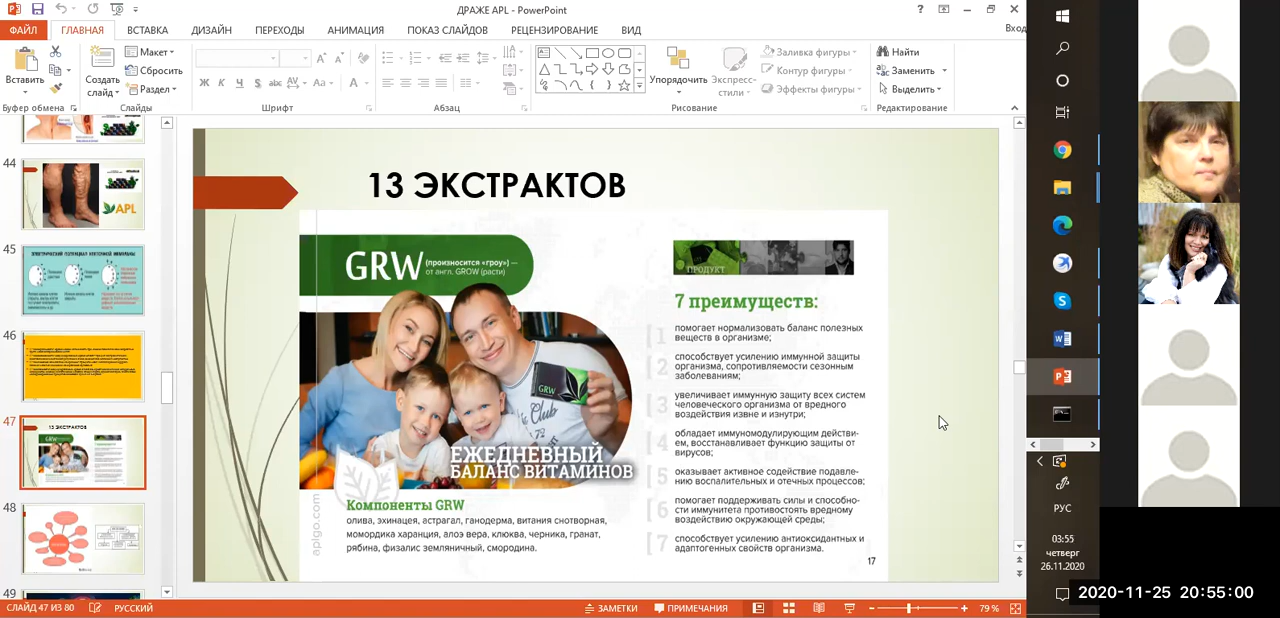 ДРАЖЕ APL - PowerPoint
ФАЙЛ
ГЛАВНАЯ
ВСТАВКА
ДИЗАЙН
ПЕРЕХОДЫ
АНИМАЦИЯ
ПОКАЗ СЛАЙДОВ
РЕЦЕНЗИРОВАНИЕ
ВИД
Вход
Вставить
Создать
слайд
Макет
Сбросить
Раздел
Ж К Ч S abc AV Aa A
Упорядочить
Экспресс-
стили
Заливка фигуры
Контур фигуры
Эффекты фигуры
Найти
Заменить
Выделить
Буфер обмена
Слайды
Шрифт
Абзац
Рисование
Редактирование
44
APL
45
46
47
13 ЭКСТРАКТОВ
48
49
13 ЭКСТРАКТОВ
GRW
(произносится «гроу») —
от англ. GROW (расти)
GRW
ЕЖЕДНЕВНЫЙ
БАЛАНС ВИТАМИНОВ
Компоненты GRW
олива, эхинацея, астрагал, ганодерма, витания снотворная,
момордика харанция, алоэ вера, клюква, черника, гранат,
рябина, физалис земляничный, смородина.
aplgo.com
ПРОДУКТ
7 преимуществ:
1 помогает нормализовать баланс полезных
веществ в организме;
2 способствует усилению иммунной защиты
организма, сопротивляемости сезонным
заболеваниям;
3 увеличивает иммунную защиту всех систем
человеческого организма от вредного
воздействия извне и изнутри;
4 обладает иммуномодулирующим действи-
ем, восстанавливает функцию защиты от
вирусов;
5 оказывает активное содействие подавле-
нию воспалительных и отечных процессов;
6 помогает поддерживать силы и способно-
сти иммунитета противостоять вредному
воздействию окружающей среды;
7 способствует усилению антиоксидантных и
адаптогенных свойств организма.
17
СЛАЙД 47 ИЗ 80
РУССКИЙ
ЗАМЕТКИ
ПРИМЕЧАНИЯ
79 %
РУС
03:55
четверг
26.11.2020
2020-11-25 20:55:00